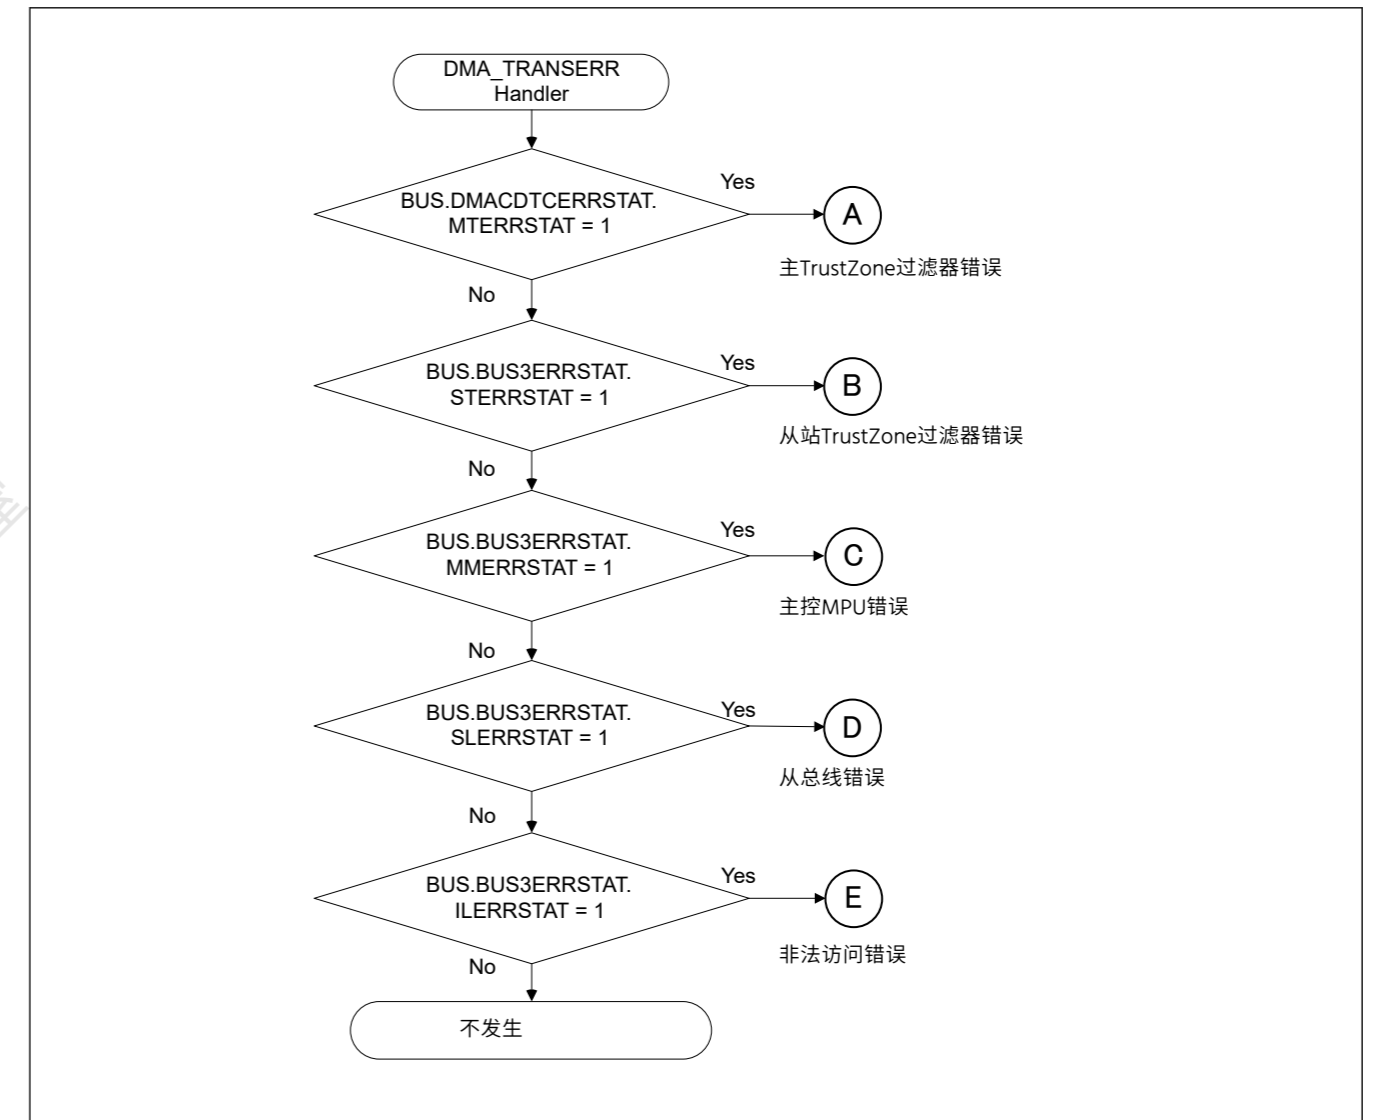 DMA_TRANSERR
Handler
BUS.DMACDTCERRSTAT.
MTERRSTAT = 1
Yes
A
主TrustZone过滤器错误
No
BUS.BUS3ERRSTAT.
STERRSTAT = 1
Yes
B
从站TrustZone过滤器错误
No
BUS.BUS3ERRSTAT.
MMERRSTAT = 1
Yes
C
主控MPU错误
No
BUS.BUS3ERRSTAT.
SLERRSTAT = 1
Yes
D
从总线错误
No
BUS.BUS3ERRSTAT.
ILERRSTAT = 1
Yes
E
非法访问错误
No
不发生